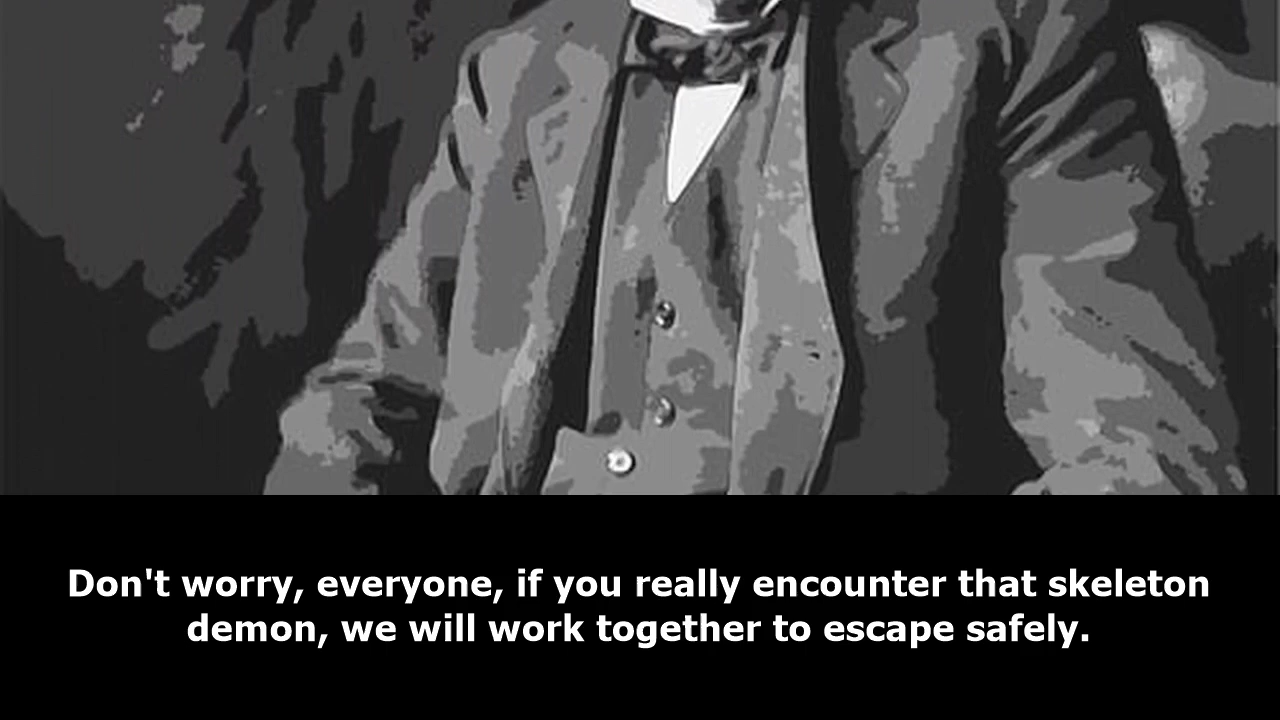 Don't worry, everyone, if you really encounter that skeleton
demon, we will work together to escape safely.